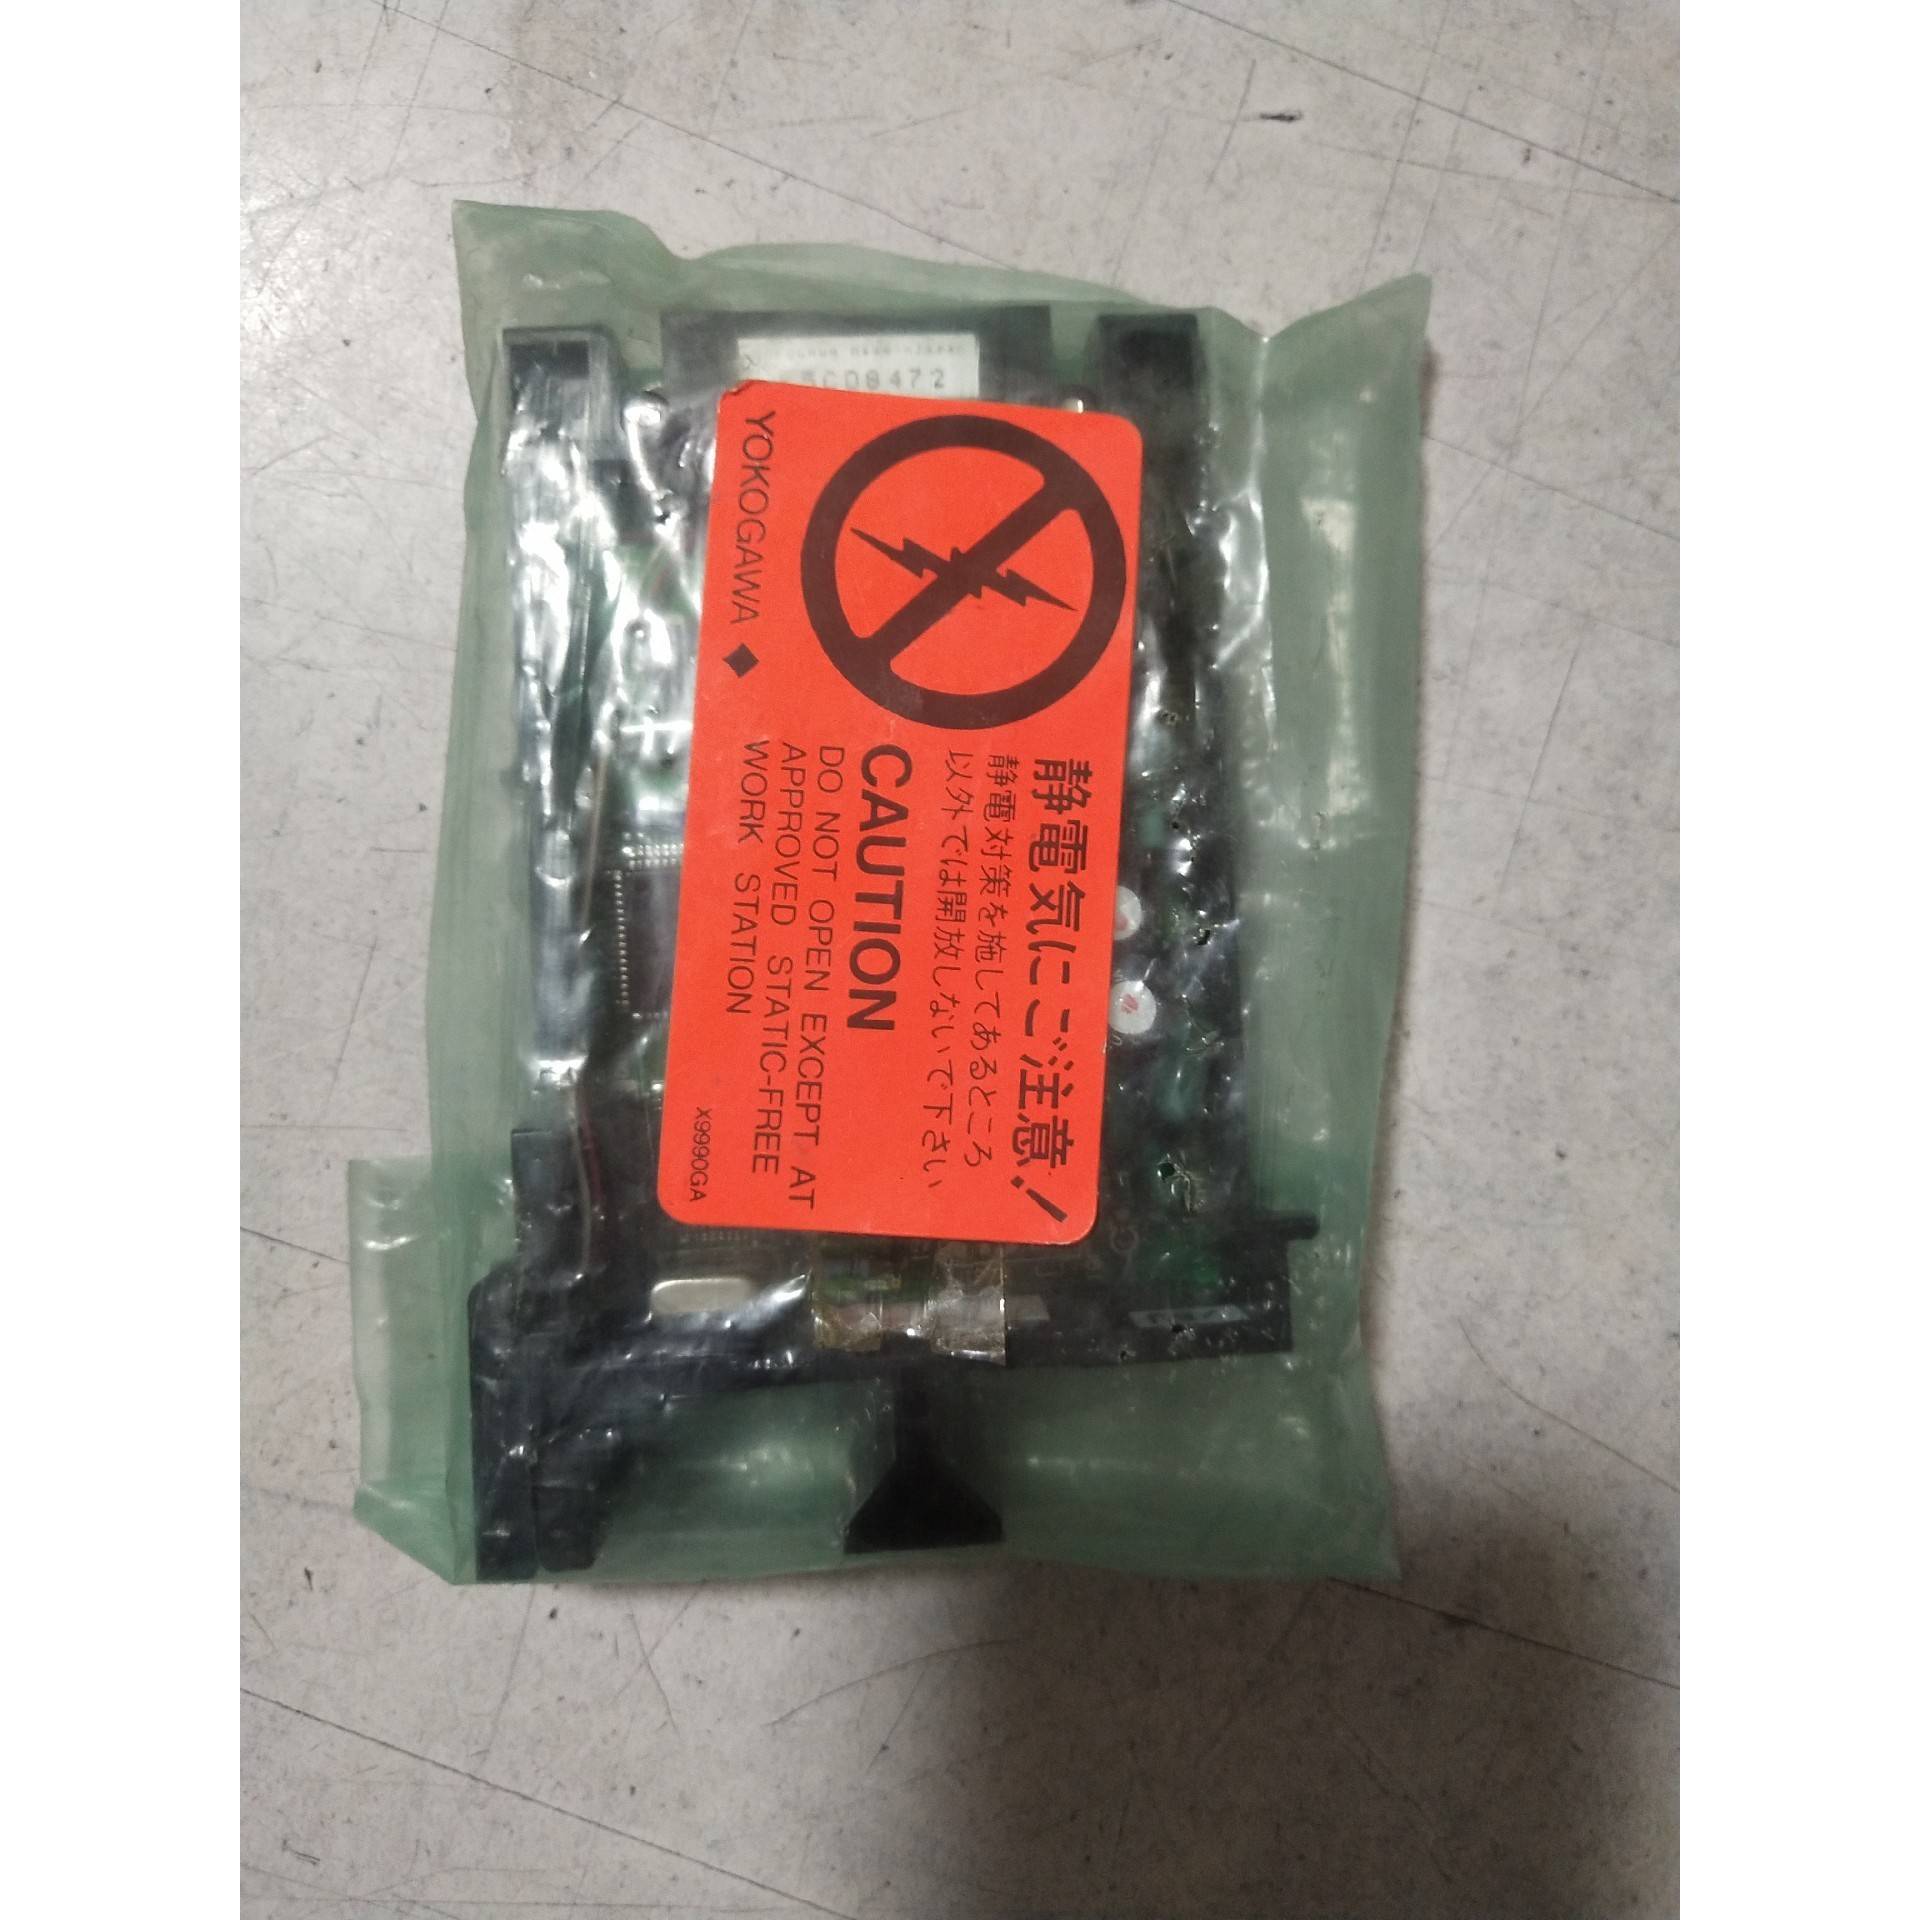 CD8472
静電気にご注意!
静電対策を施してあるところ
以外では開放しないで下さい
CAUTION
DO NOT OPEN EXCEPT AT
APPROVED STATIC-FREE
WORK STATION
YOKOGAWA ◆
X9990GA